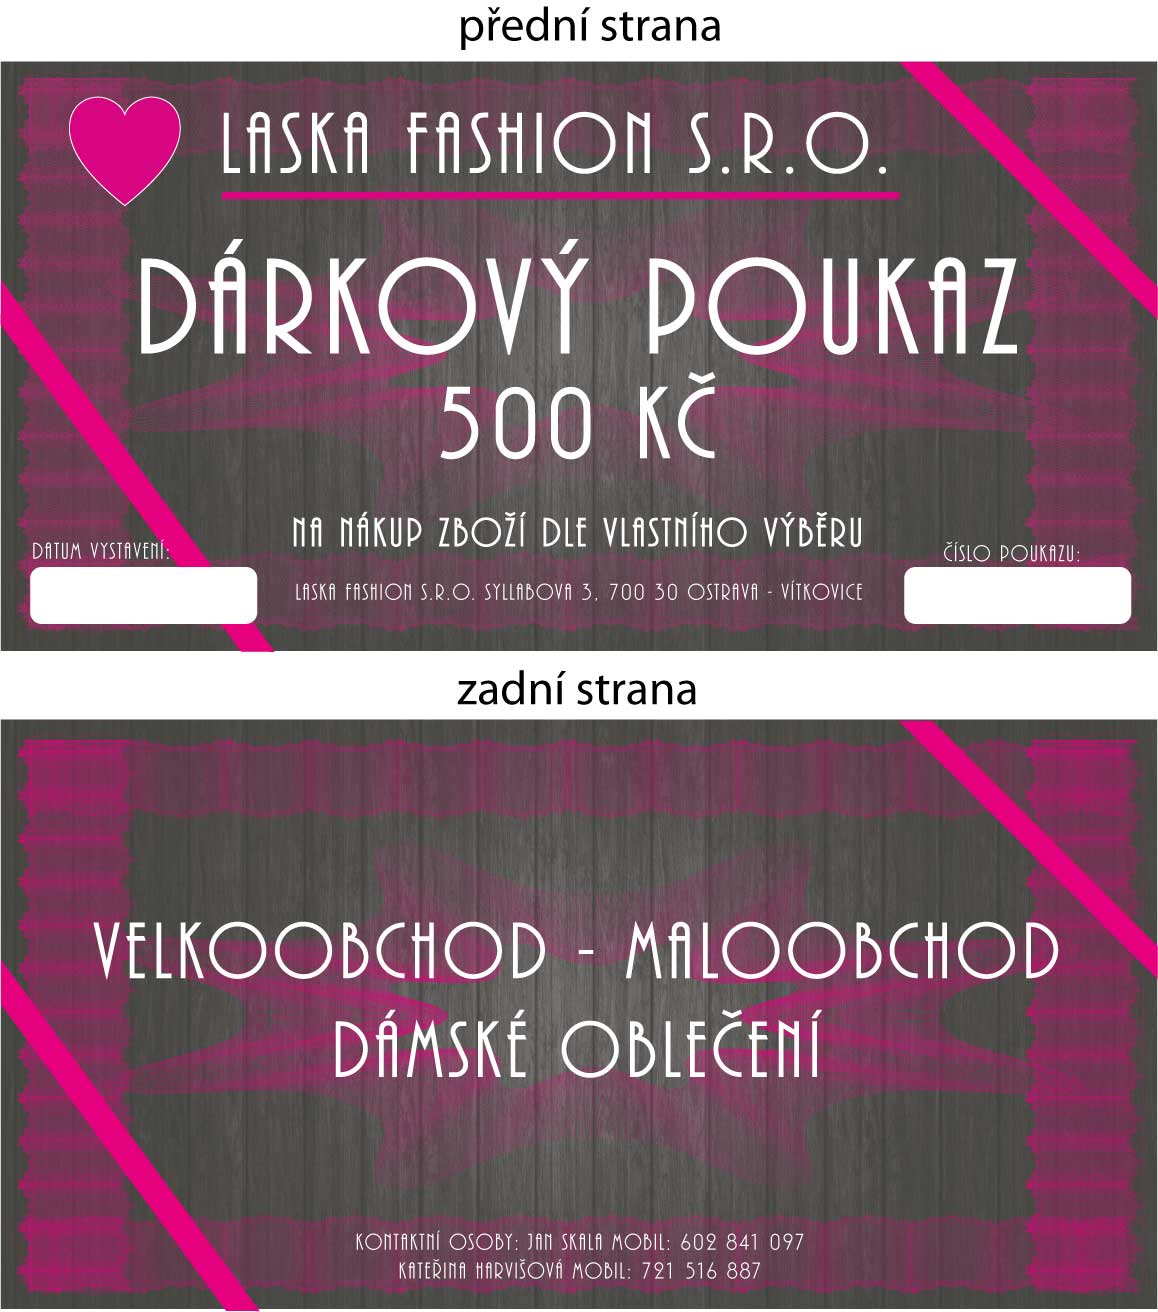 přední strana
LASKA FASHION S.R.O.
DÁRKOVÝ POUKAZ
500 KČ
NA NÁKUP ZBOŽÍ DLE VLASTNÍHO VÝBĚRU
DATUM VYSTAVENÍ:
ČÍSLO POUKAZU:
LASKA FASHION S.R.O. SYLLABOVA 3, 700 30 OSTRAVA - VÍTKOVICE
zadní strana
VELKOOBCHOD - MALOOBCHOD
DÁMSKÉ OBLEČENÍ
KONTAKTNÍ OSOBY: JAN SKALA MOBIL: 602 841 097
KATEŘINA HARVIŠOVÁ MOBIL: 721 516 887